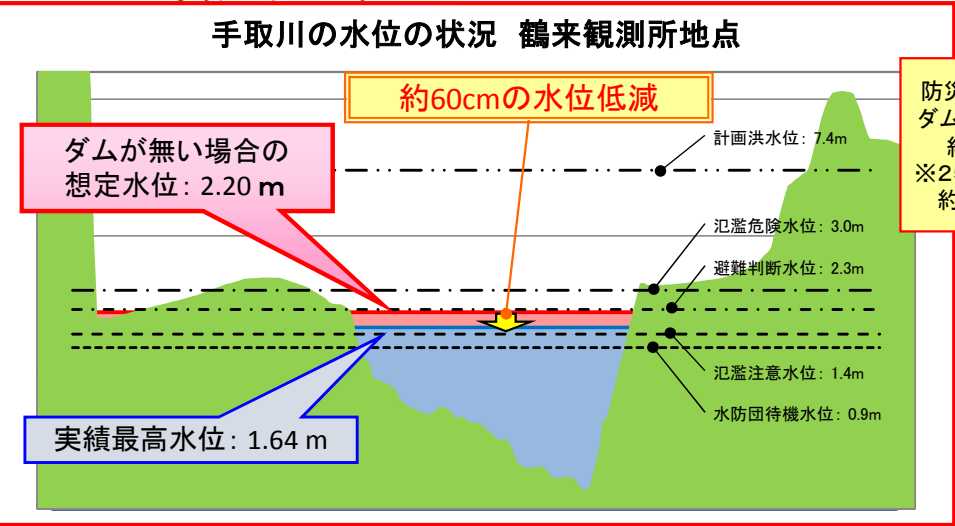 手取川の水位の状況 鶴来観測所地点
約60cmの水位低減
ダムが無い場合の
想定水位: 2.20 m
計画洪水位: 7.4m
防災
ダム
※2
約
氾濫危険水位: 3.0m
避難判断水位: 2.3m
氾濫注意水位: 1.4m
水防団待機水位: 0.9m
実績最高水位: 1.64 m